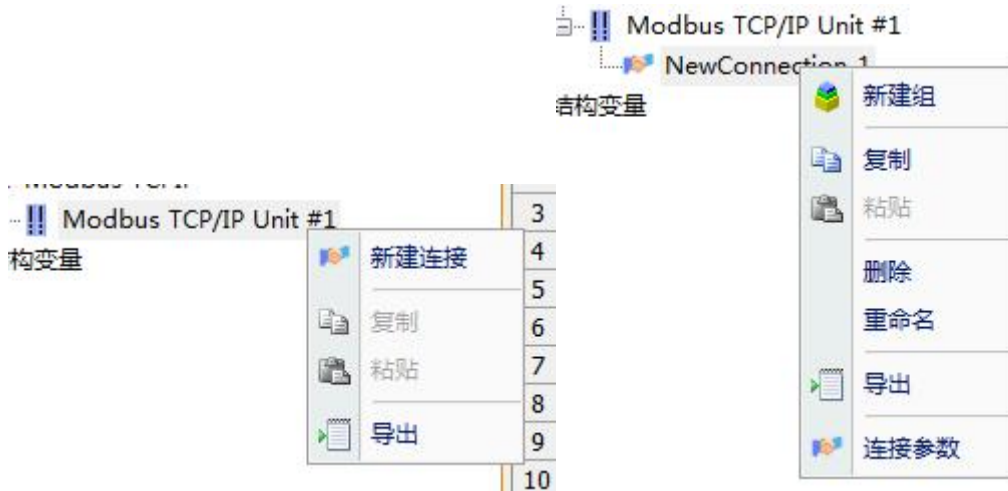 Modbus TCP/IP Unit #1
构变量
新建连接
复制
粘贴
导出
3
4
5
6
7
8
9
10
Modbus TCP/IP Unit #1
NewConnection_1
结构变量
新建组
复制
粘贴
删除
重命名
导出
连接参数